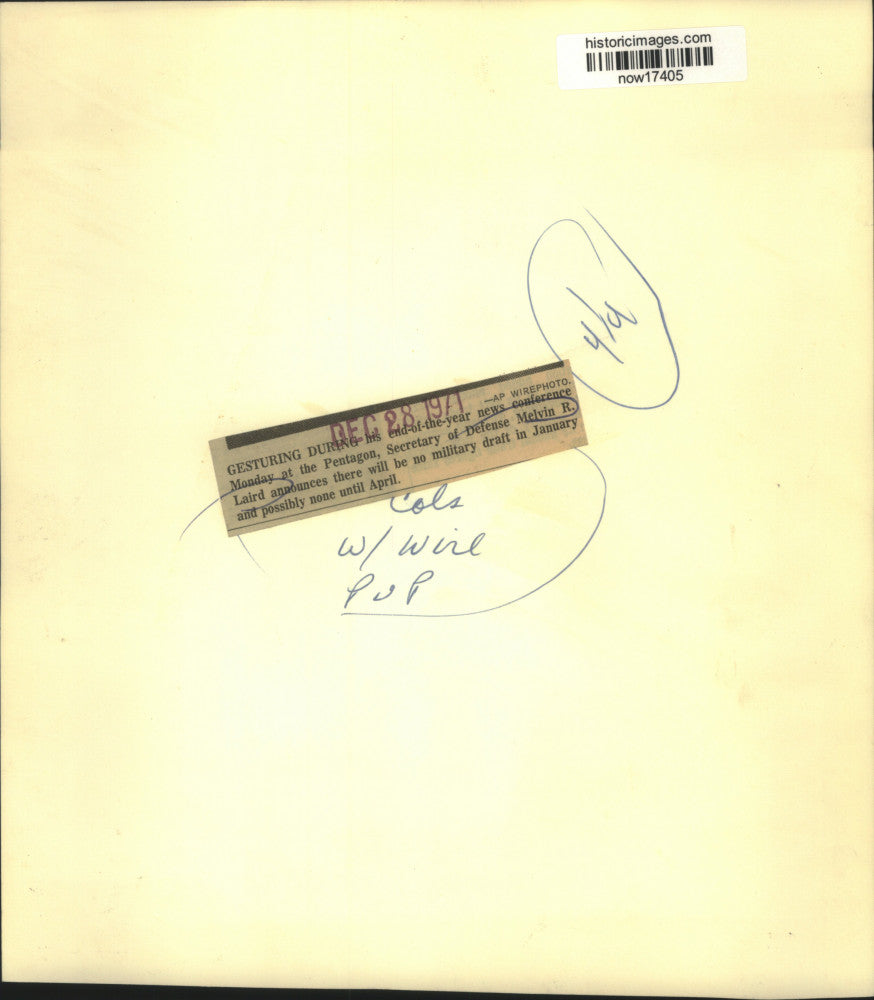 historicimages.com
now17405
4/9
—AP WIREPHOTO.
DEC 28 1971
GESTURING DURING his end-of-the-year news conference
Monday at the Pentagon, Secretary of Defense Melvin R.
Laird announces there will be no military draft in January
and possibly none until April.
Cols
W/ Wire